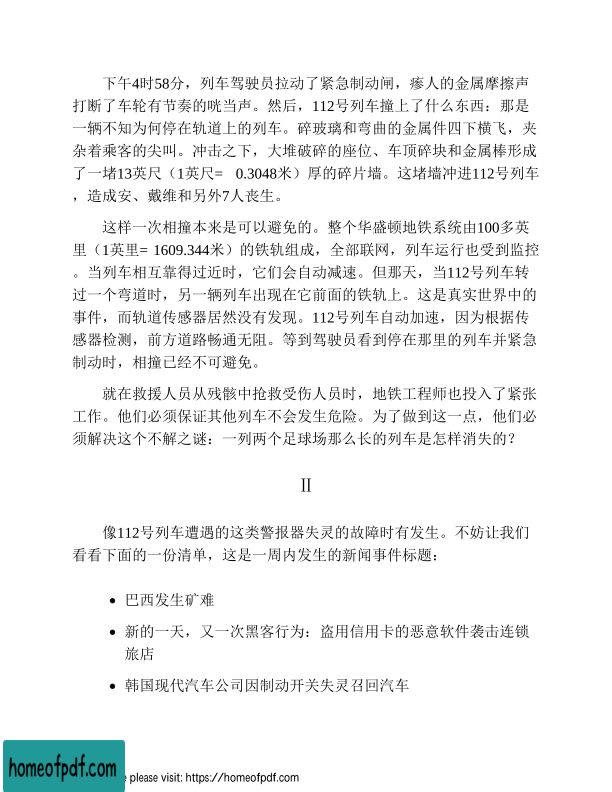 下午4时58分，列车驾驶员拉动了紧急制动闸，瘆人的金属摩擦声
打断了车轮有节奏的咣当声。然后，112号列车撞上了什么东西：那是
一辆不知为何停在轨道上的列车。碎玻璃和弯曲的金属件四下横飞，夹
杂着乘客的尖叫。冲击之下，大堆破碎的座位、车顶碎块和金属棒形成
了一堵13英尺（1英尺= 0.3048米）厚的碎片墙。这堵墙冲进112号列车
，造成安、戴维和另外7人丧生。
这样一次相撞本来是可以避免的。整个华盛顿地铁系统由100多英
里（1英里= 1609.344米）的铁轨组成，全部联网，列车运行也受到监控
。当列车相互靠得过近时，它们会自动减速。但那天，当112号列车转
过一个弯道时，另一辆列车出现在它前面的铁轨上。这是真实世界中的
事件，而轨道传感器居然没有发现。112号列车自动加速，因为根据传
感器检测，前方道路畅通无阻。等到驾驶员看到停在那里的列车并紧急
制动时，相撞已经不可避免。
就在救援人员从残骸中抢救受伤人员时，地铁工程师也投入了紧张
工作。他们必须保证其他列车不会发生危险。为了做到这一点，他们必
须解决这个不解之谜：一列两个足球场那么长的列车是怎样消失的？
Ⅱ
像112号列车遭遇的这类警报器失灵的故障时有发生。不妨让我们
看看下面的一份清单，这是一周内发生的新闻事件标题：
• 巴西发生矿难
• 新的一天，又一次黑客行为：盗用信用卡的恶意软件袭击连锁
旅店
• 韩国现代汽车公司因制动开关失灵召回汽车
homeofpdf.com
e please visit: https://homeofpdf.com